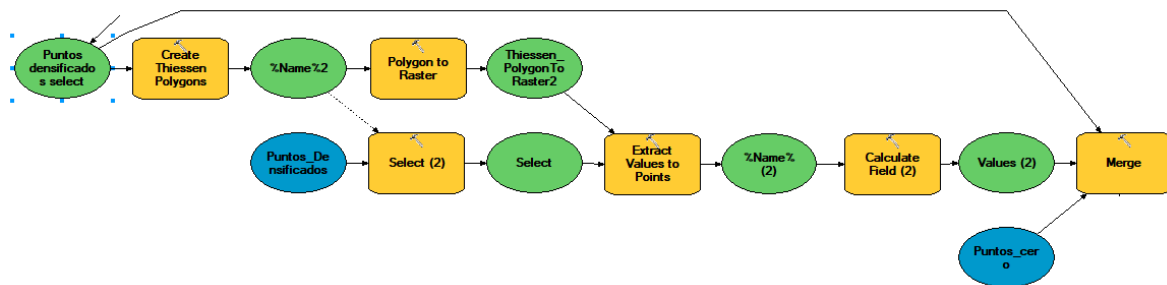 Puntos
densificado
s select
Create
Thiessen
Polygons
%Name%2
Polygon to
Raster
Thiessen_
PolygonTo
Raster2
Puntos_De
nsificados
Select (2)
Select
Extract
Values to
Points
%Name%
(2)
Calculate
Field (2)
Values (2)
Merge
Puntos_cer
o